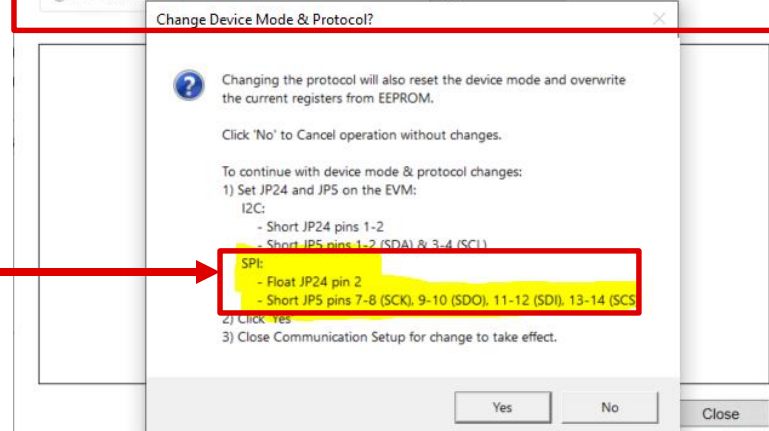 Change Device Mode & Protocol?
Changing the protocol will also reset the device mode and overwrite
the current registers from EEPROM.
Click 'No' to Cancel operation without changes.
To continue with device mode & protocol changes:
1) Set JP24 and JP5 on the EVM:
I2C:
- Short JP24 pins 1-2
- Short JP5 pins 1-2 (SDA) & 3-4 (SCL)
SPI:
- Float JP24 pin 2
- Short JP5 pins 7-8 (SCK), 9-10 (SDO), 11-12 (SDI), 13-14 (SCS
2) Click 'Yes'
3) Close Communication Setup for change to take effect.
Yes
No
Close